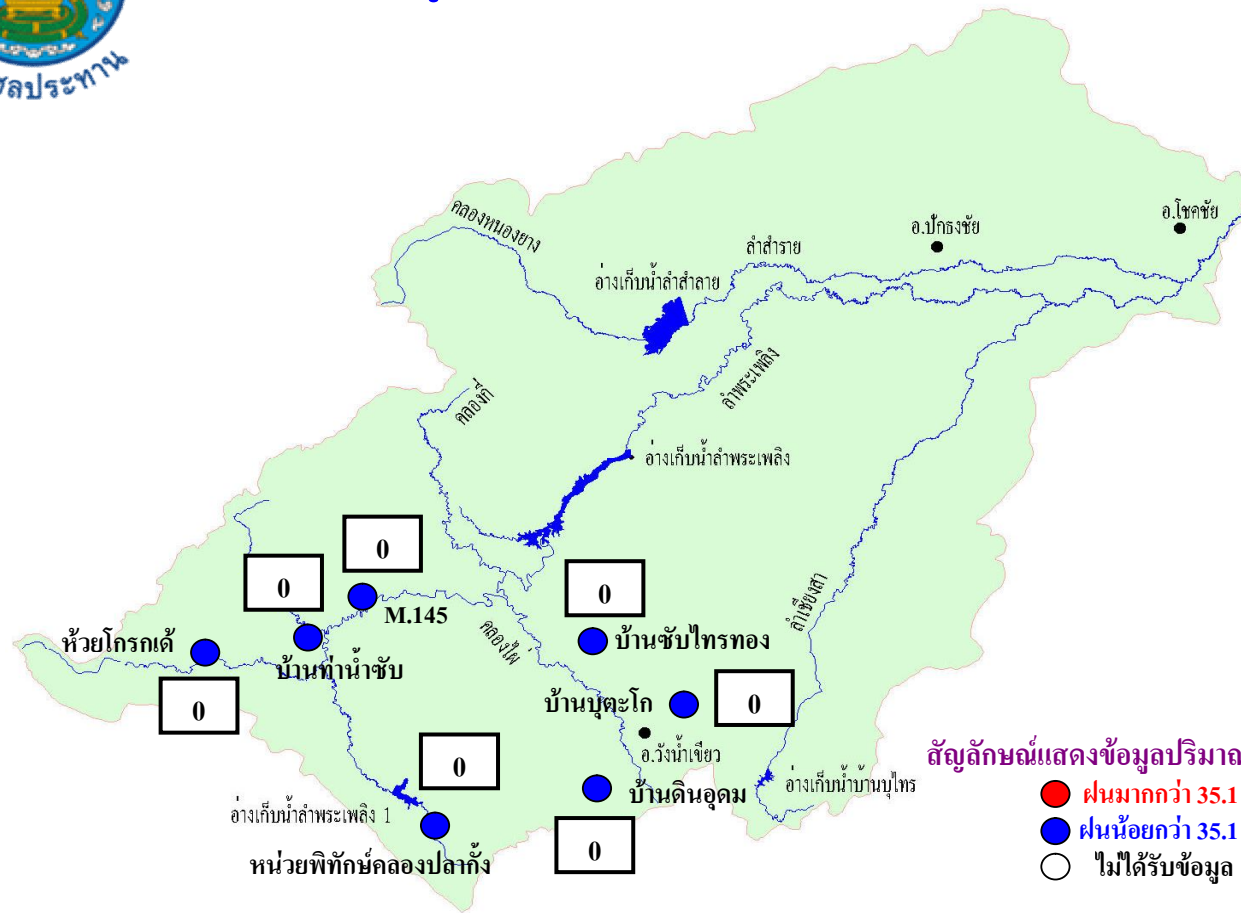 คลองหนองยาง
อ.โชคชัย
อ.ปักธงชัย
ลำสำราย
อ่างเก็บน้ำลำสำลาย
ลำพระเพลิง
คลองกี่
อ่างเก็บน้ำลำพระเพลิง
0
0
0
M.145
คลองไผ่
ลำเชียงสา
ห้วยโกรกเด้
บ้านท่าน้ำซับ
บ้านซับไทรทอง
0
บ้านบุตะโก
0
อ.วังน้ำเขียว
0
อ่างเก็บน้ำลำพระเพลิง 1
บ้านดินอุดม
อ่างเก็บน้ำบ้านบุไทร
หน่วยพิทักษ์คลองปลากั้ง
0
สัญลักษณ์แสดงข้อมูลปริมาณ
ฝนมากกว่า 35.1
ฝนน้อยกว่า 35.1
ไม่ได้รับข้อมูล